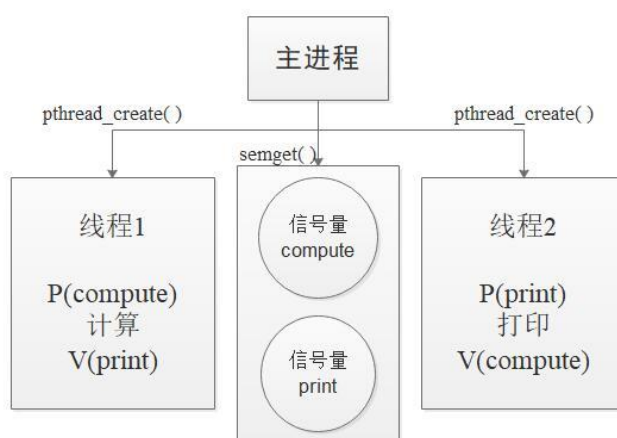 主进程
pthread_create( )
pthread_create( )
semget( )
线程1
P(compute)
计算
V(print)
信号量
compute
信号量
print
线程2
P(print)
打印
V(compute)